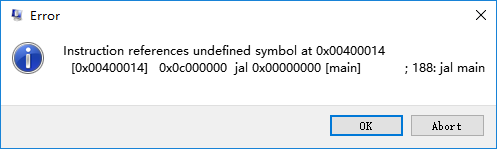 Error
Instruction references undefined symbol at 0x00400014
[0x00400014]   0x0c000000  jal 0x00000000 [main]            ; 188: jal main
OK
Abort